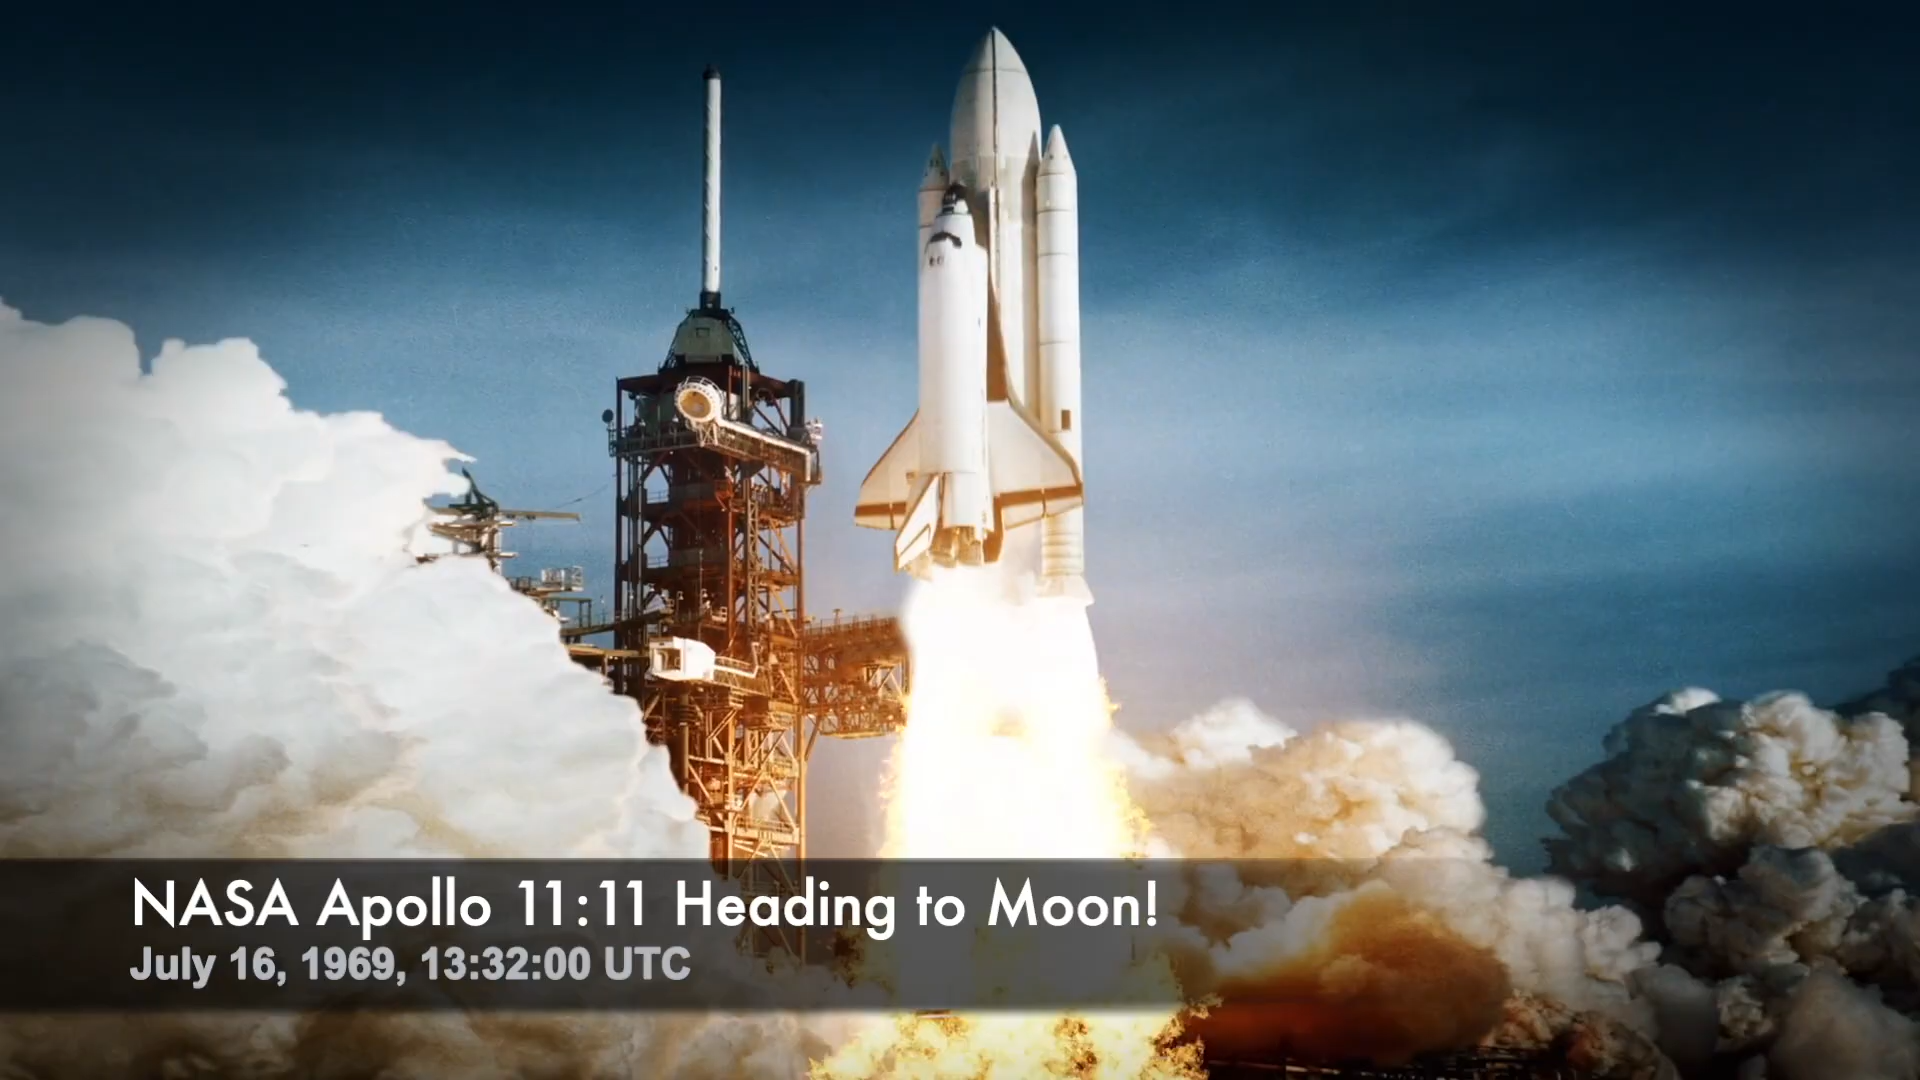 NASA Apollo 11:11 Heading to Moon!
July 16, 1969, 13:32:00 UTC